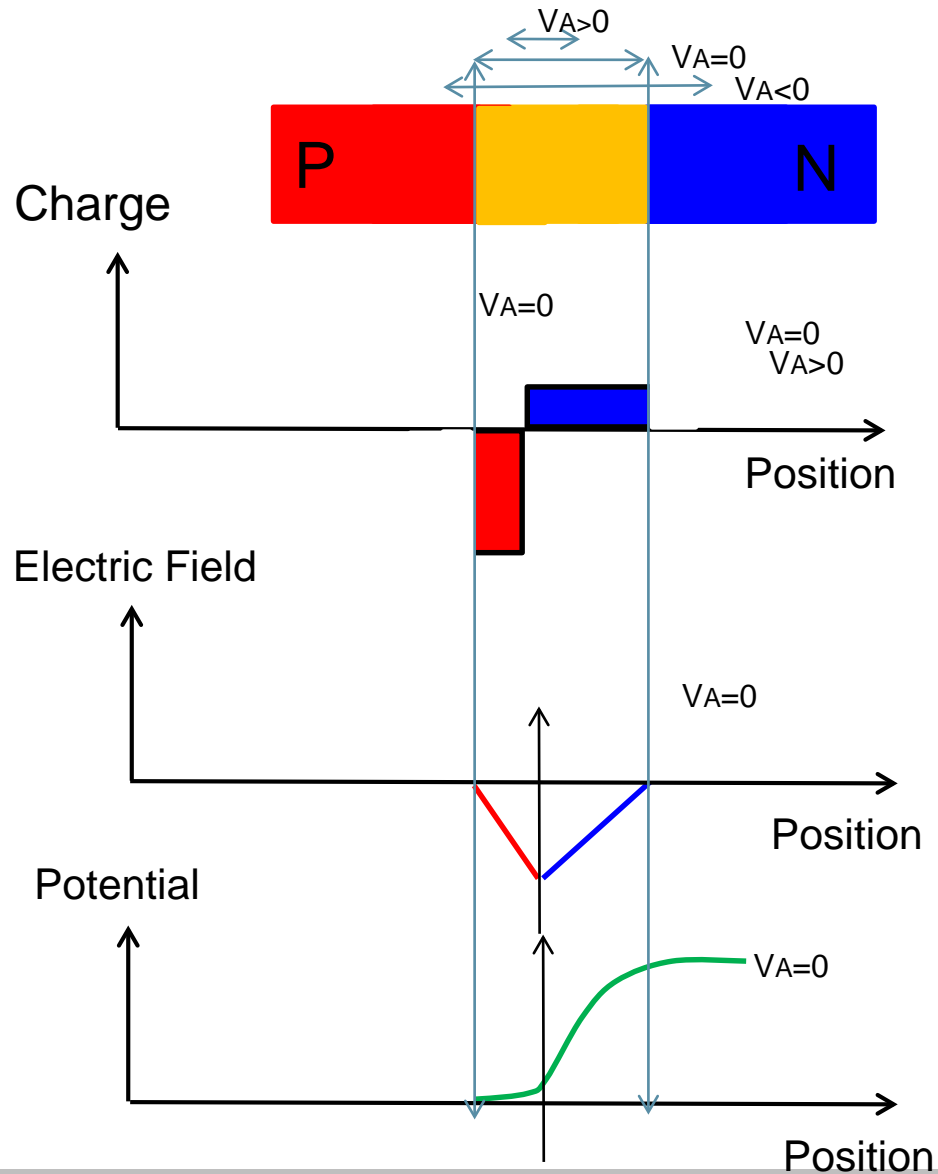 VA>0
VA=0
VA<0
P
N
Charge
VA=0
VA=0
VA>0
Position
Electric Field
VA=0
Position
Potential
VA=0
Position